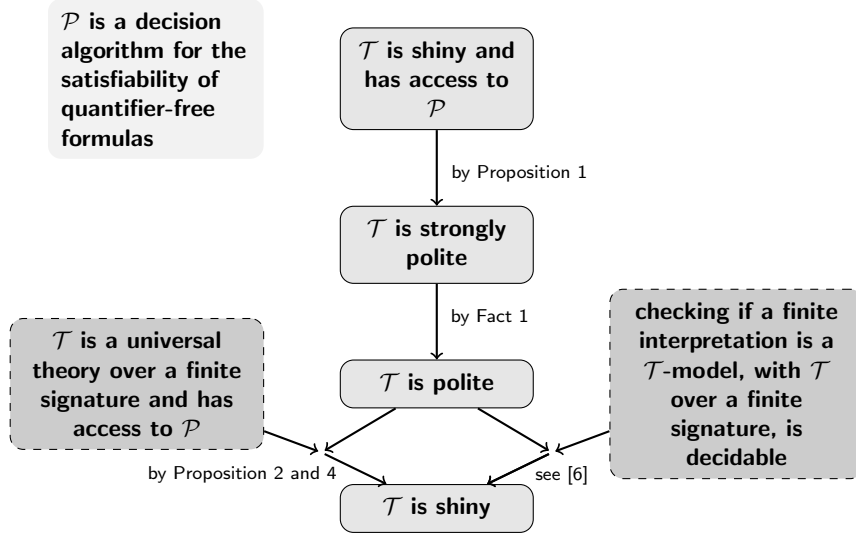 𝒫 is a decision
algorithm for the
satisfiability of
quantifier-free
formulas
𝒯 is shiny and
has access to
𝒫
by Proposition 1
𝒯 is strongly
polite
by Fact 1
𝒯 is a universal
theory over a finite
signature and has
access to 𝒫
𝒯 is polite
checking if a finite
interpretation is a
𝒯-model, with 𝒯
over a finite
signature, is
decidable
by Proposition 2 and 4
see [6]
𝒯 is shiny